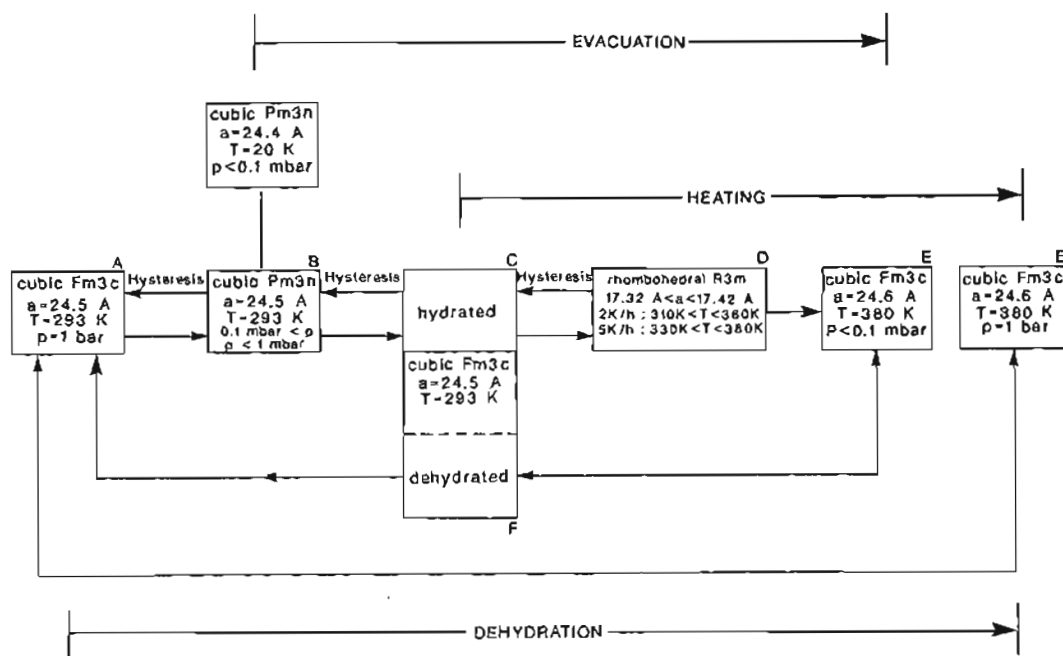 EVACUATION
cubic Pm3n
a=24.4 A
T=20 K
p<0.1 mbar
HEATING
A
Hysteresis
B
Hysteresis
C
Hysteresis
D
E
E
cubic Fm3c
a=24.5 A
T=293 K
p=1 bar
cubic Pm3n
a=24.5 A
T=293 K
0.1 mbar < p
p < 1 mbar
hydrated
cubic Fm3c
a=24.5 A
T=293 K
dehydrated
F
rhombohedral R3m
17.32 A<a<17.42 A
2K/h : 310K<T<360K
5K/h : 330K<T<380K
cubic Fm3c
a=24.6 A
T=380 K
P<0.1 mbar
cubic Fm3c
a=24.6 A
T=380 K
p=1 bar
DEHYDRATION